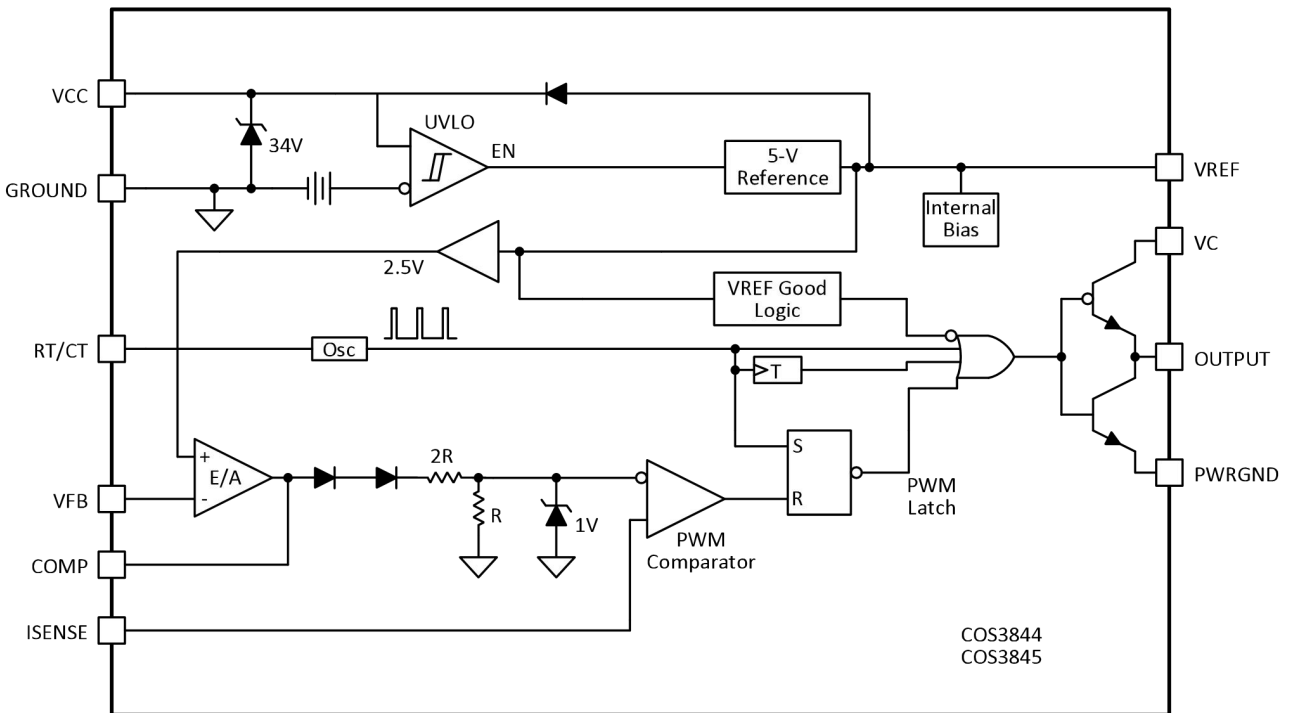 VCC
34V
UVLO
EN
5-V
Reference
VREF
GROUND
Internal
Bias
VC
2.5V
VREF Good
Logic
RT/CT
Osc
T
OUTPUT
+
E/A
-
VFB
COMP
2R
R
1V
S
R
PWM
Latch
PWM
Comparator
PWRGND
ISENSE
COS3844
COS3845